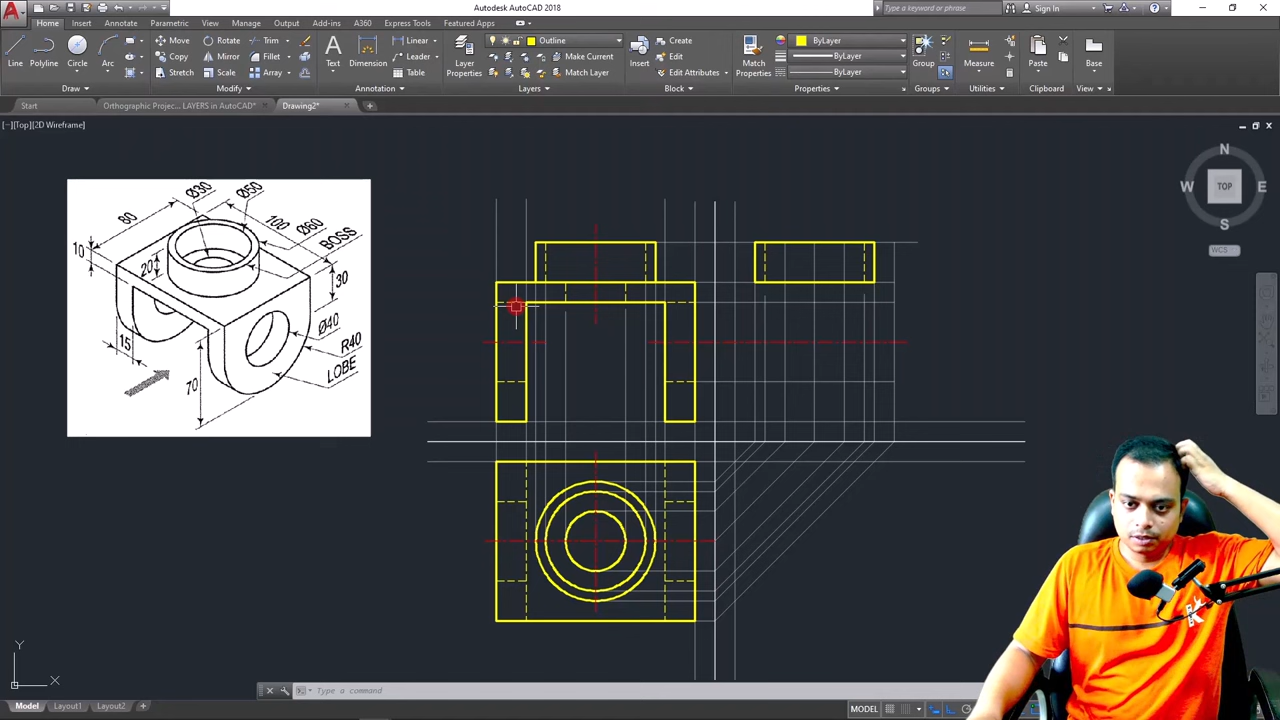 Autodesk AutoCAD 2018
Type a keyword or phrase
Sign In
Home Insert Annotate Parametric View Manage Output Add-ins A360 Express Tools Featured Apps
Line Polyline Circle Arc
Move Rotate Trim
Copy Mirror Fillet
Stretch Scale Array
Text Dimension
Linear
Leader
Table
Layer
Properties
Outline
Make Current
Match Layer
Insert
Create
Edit
Edit Attributes
Match
Properties
ByLayer
ByLayer
ByLayer
Group
Measure
Paste
Base
Draw Modify Annotation Layers Block Properties Groups Utilities Clipboard View
Start Orthographic Projec... LAYERS in AutoCAD* Drawing2*
[−][Top][2D Wireframe]
N
W TOP E
S
WCS
Ø30 Ø50
80 100 Ø60
BOSS
10
20
30
Ø40
15
R40
LOBE
70
Y
X
Type a command
Model Layout1 Layout2 +
MODEL